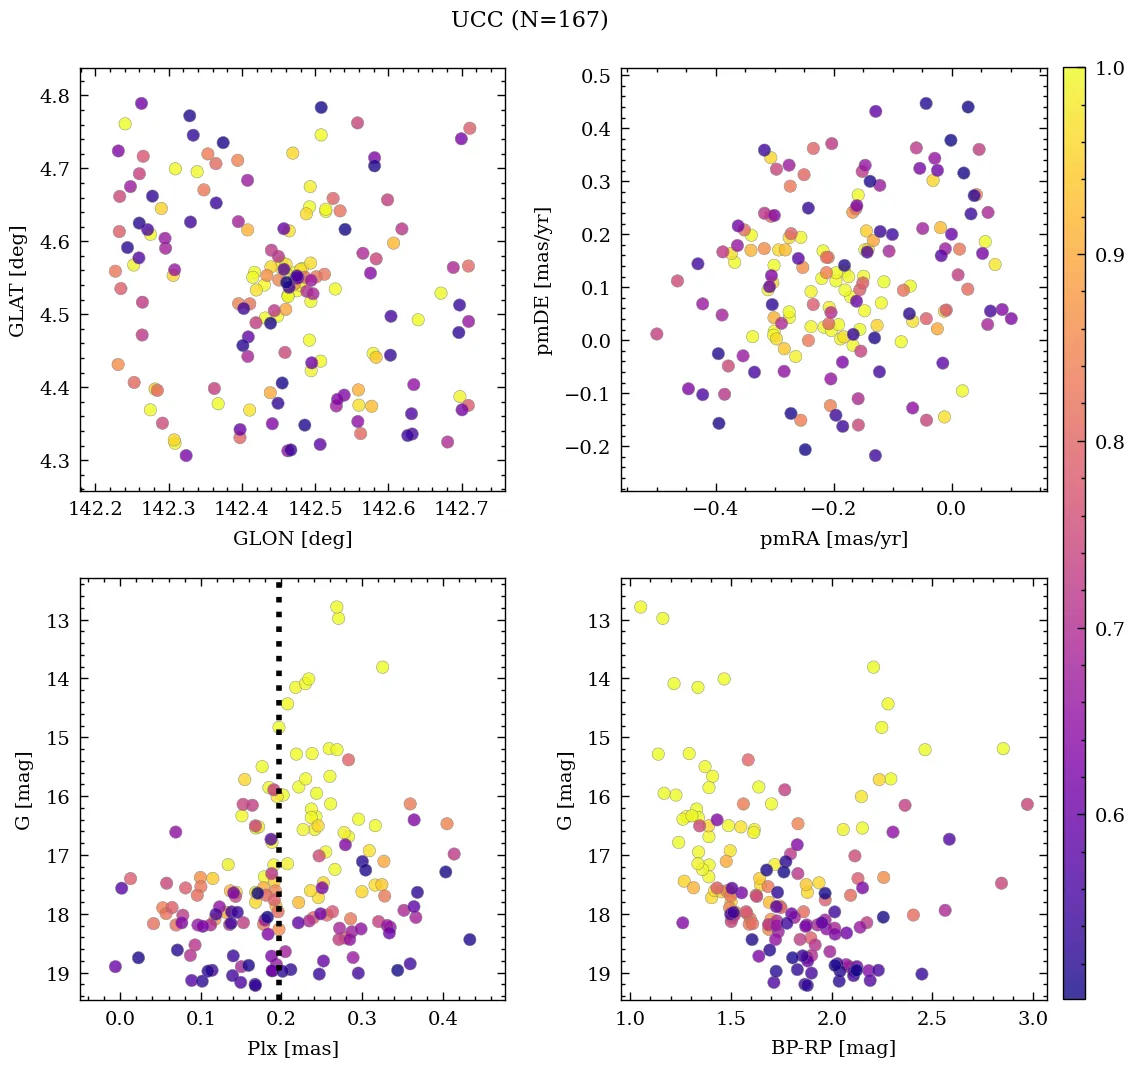 UCC (N=167)
4.8
4.7
4.6
4.5
4.4
4.3
GLAT [deg]
142.2 142.3 142.4 142.5 142.6 142.7
GLON [deg]
0.5
0.4
0.3
0.2
0.1
0.0
−0.1
−0.2
pmDE [mas/yr]
−0.4 −0.2 0.0
pmRA [mas/yr]
13
14
15
16
17
18
19
G [mag]
0.0 0.1 0.2 0.3 0.4
Plx [mas]
13
14
15
16
17
18
19
G [mag]
1.0 1.5 2.0 2.5 3.0
BP-RP [mag]
1.0
0.9
0.8
0.7
0.6